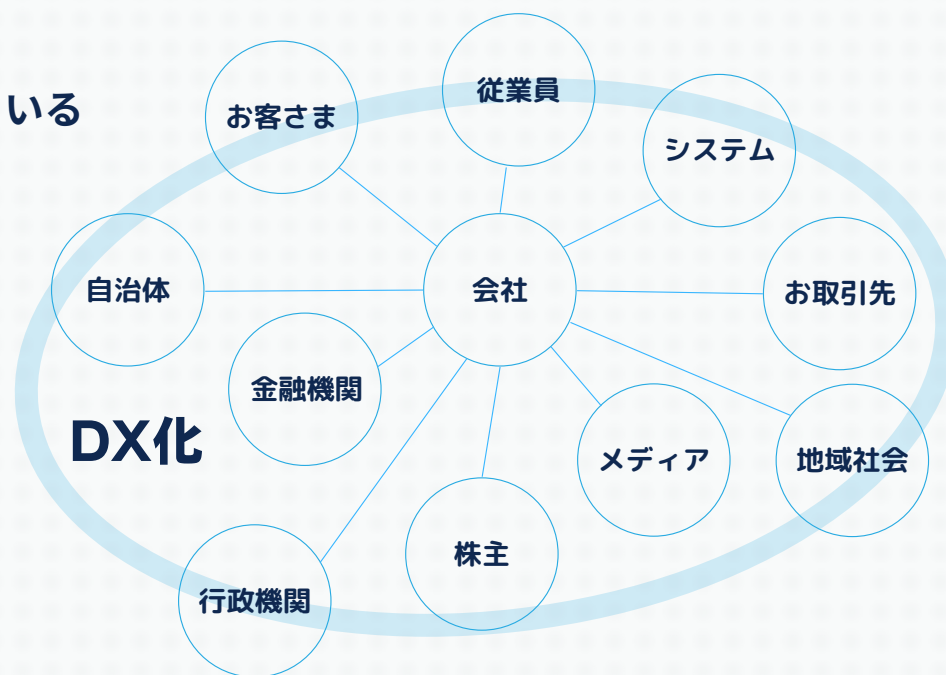 いる
お客さま
従業員
システム
自治体
会社
お取引先
金融機関
DX化
メディア
地域社会
株主
行政機関